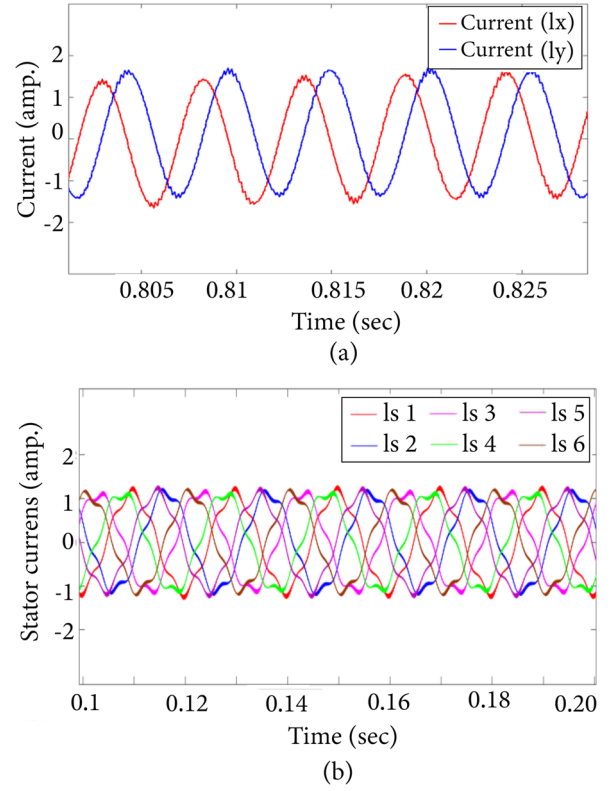 Current (lx)
Current (ly)
Current (amp.)
2
1
0
-1
-2
0.805 0.81 0.815 0.82 0.825
Time (sec)
(a)
ls 1 ls 3 ls 5
ls 2 ls 4 ls 6
Stator currens (amp.)
2
1
0
-1
-2
0.1 0.12 0.14 0.16 0.18 0.20
Time (sec)
(b)